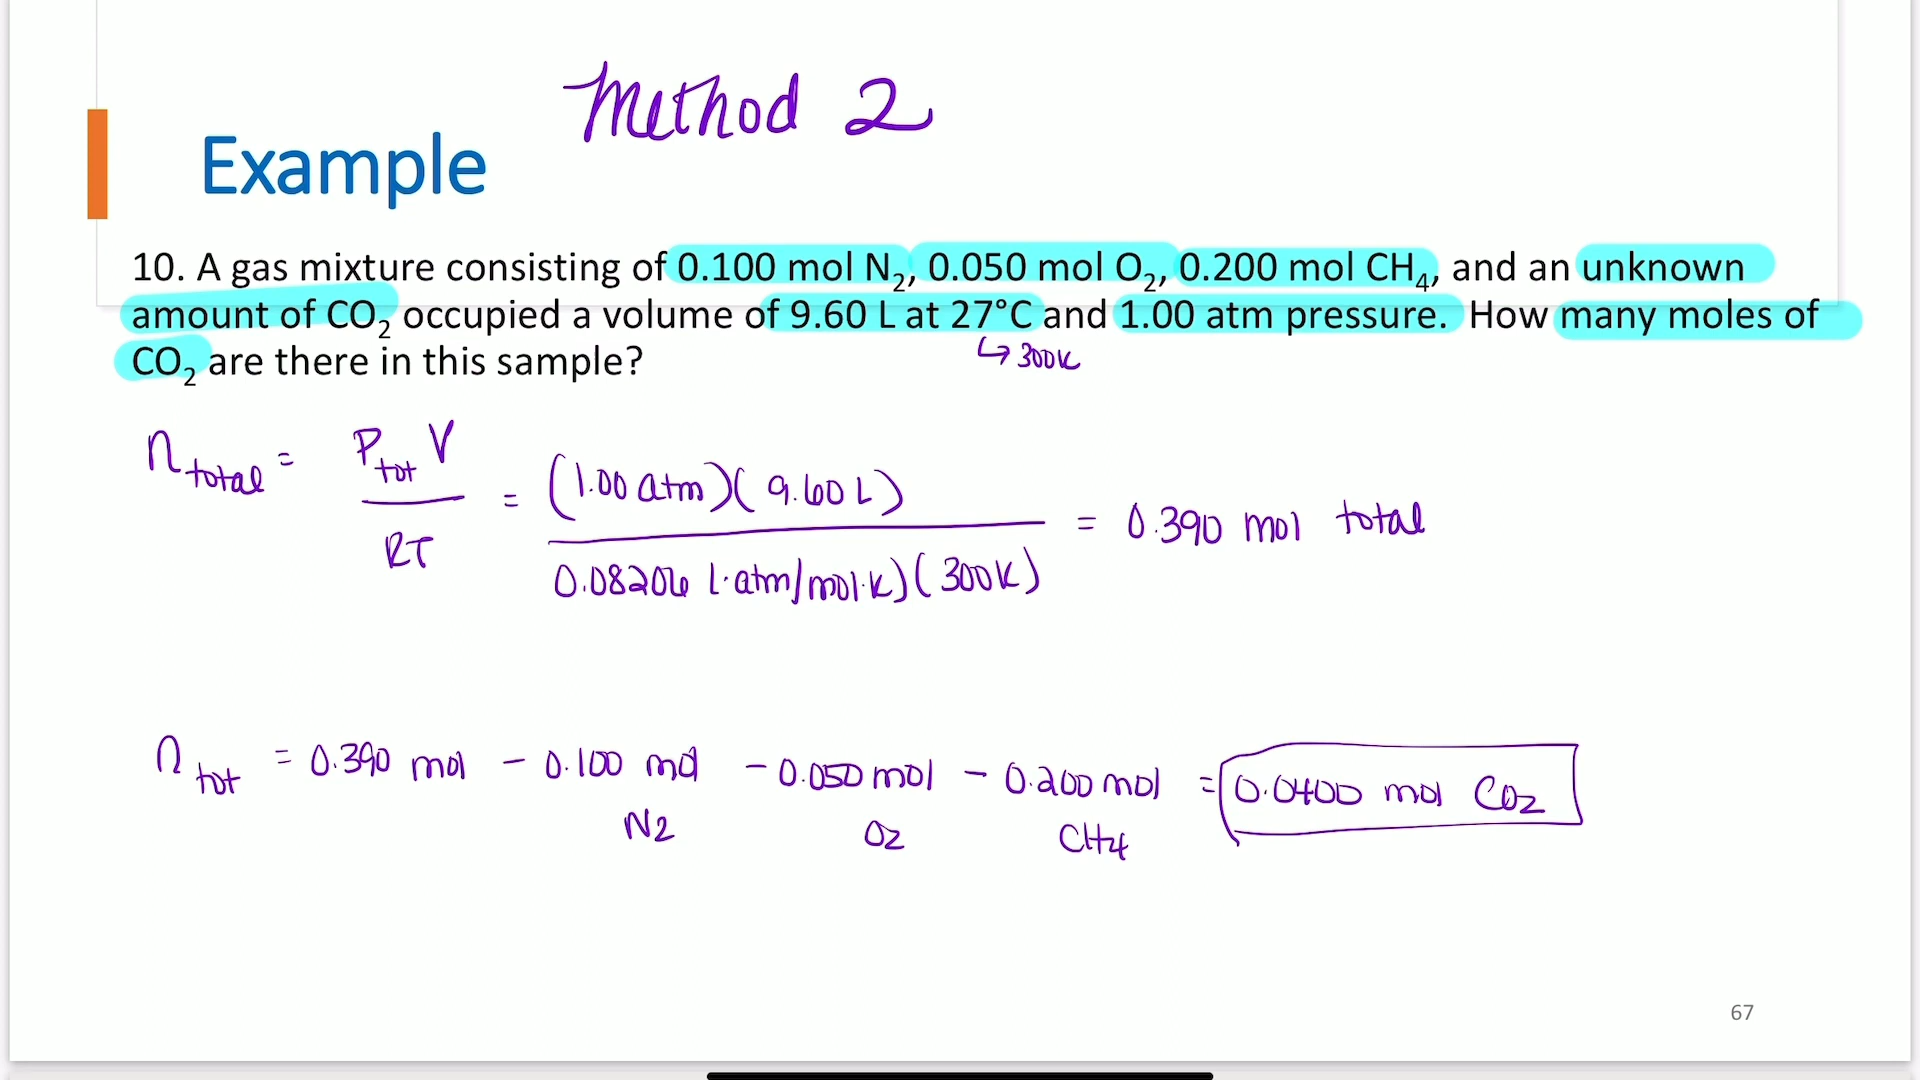 Method 2
Example
10. A gas mixture consisting of 0.100 mol N₂, 0.050 mol O₂, 0.200 mol CH₄, and an unknown
amount of CO₂ occupied a volume of 9.60 L at 27°C and 1.00 atm pressure. How many moles of
CO₂ are there in this sample?
↳ 300K
n total = P tot V / RT = (1.00 atm)(9.60 L) / 0.08206 L·atm/mol·K)(300K) = 0.390 mol total
n tot = 0.390 mol - 0.100 mol - 0.050 mol - 0.200 mol = 0.0400 mol CO2
N2 O2 CH4
67